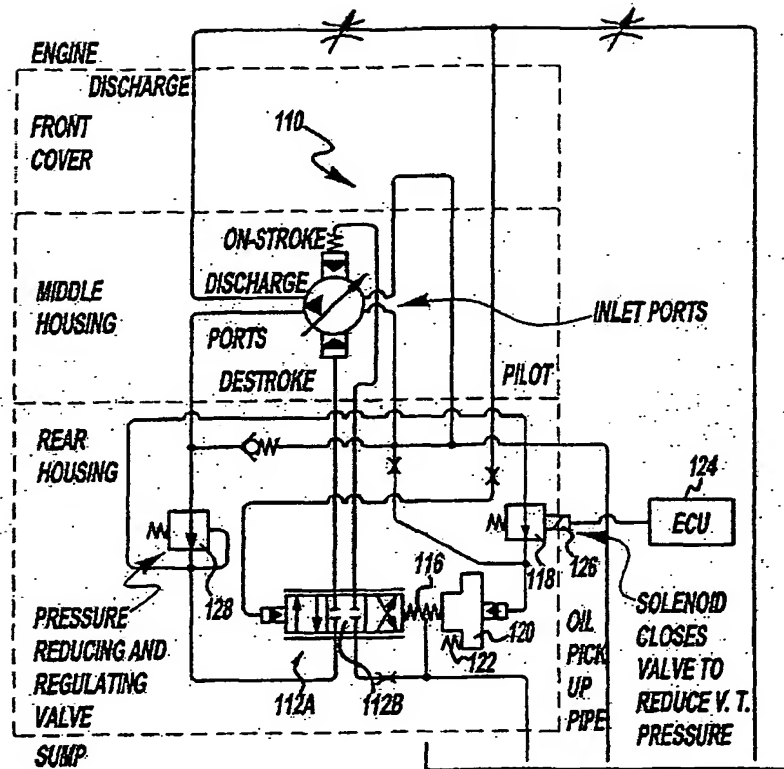 ENGINE
DISCHARGE
FRONT
COVER
110
ON-STROKE
MIDDLE
HOUSING
DISCHARGE
PORTS
INLET PORTS
DESTROKE
PILOT
REAR
HOUSING
124
ECU
116
118
126
128
120
122
PRESSURE
REDUCING AND
REGULATING
VALVE
112A
112B
OIL
PICK
UP
PIPE
SOLENOID
CLOSES
VALVE TO
REDUCE V. T.
PRESSURE
SUMP